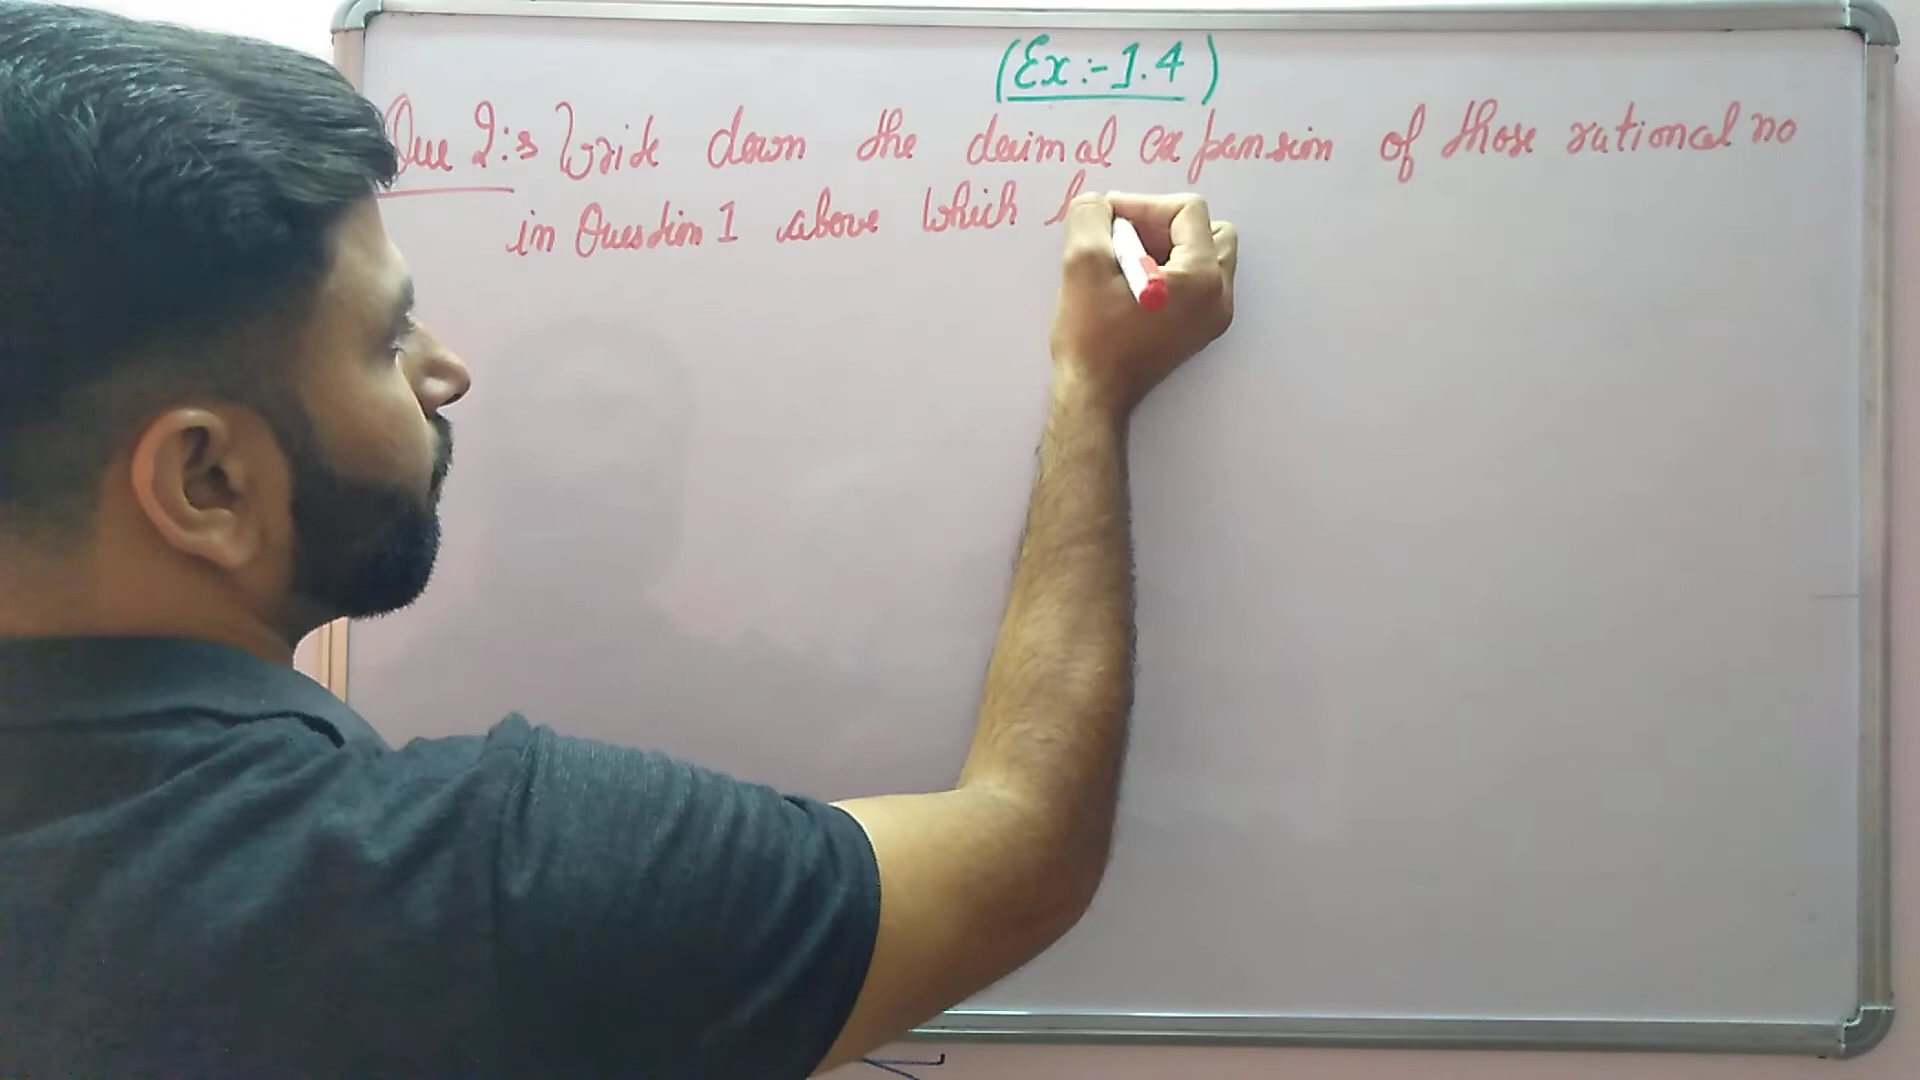 (Ex:-1.4)
Que 2:s Write down the decimal expansion of those rational no
in Question 1 above which h